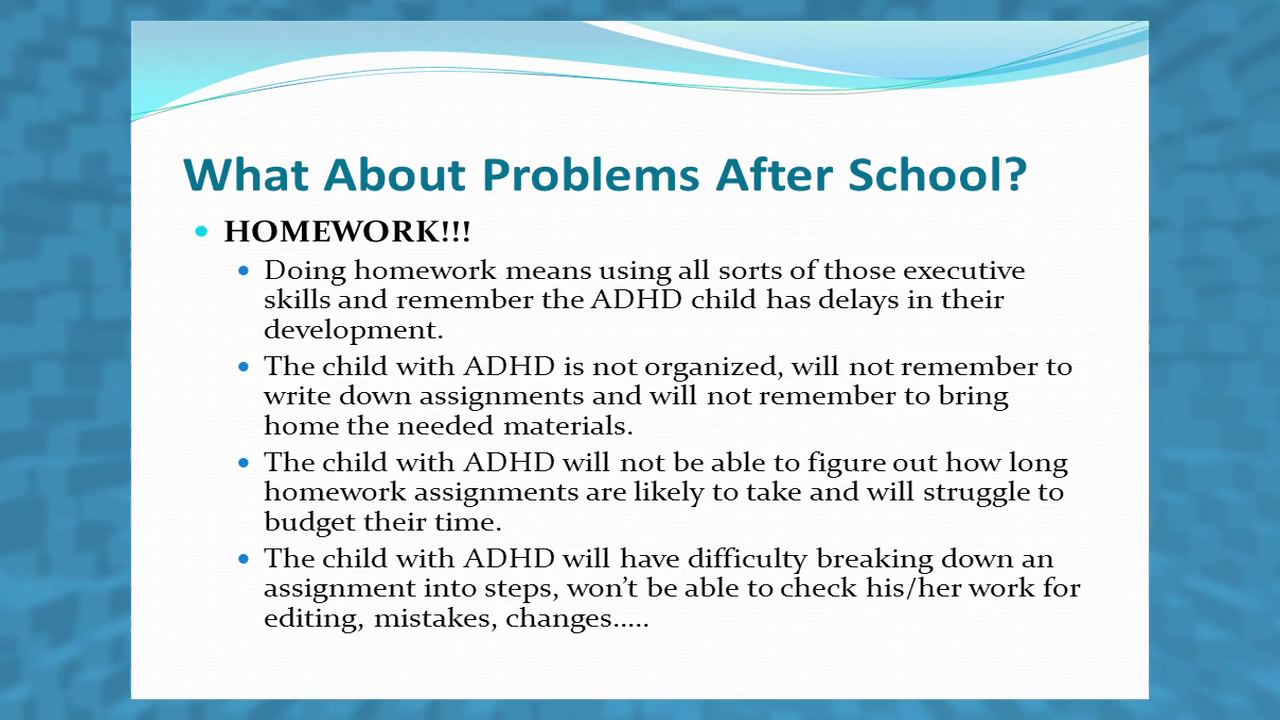 What About Problems After School?
• HOMEWORK!!!
• Doing homework means using all sorts of those executive
skills and remember the ADHD child has delays in their
development.
• The child with ADHD is not organized, will not remember to
write down assignments and will not remember to bring
home the needed materials.
• The child with ADHD will not be able to figure out how long
homework assignments are likely to take and will struggle to
budget their time.
• The child with ADHD will have difficulty breaking down an
assignment into steps, won’t be able to check his/her work for
editing, mistakes, changes.....